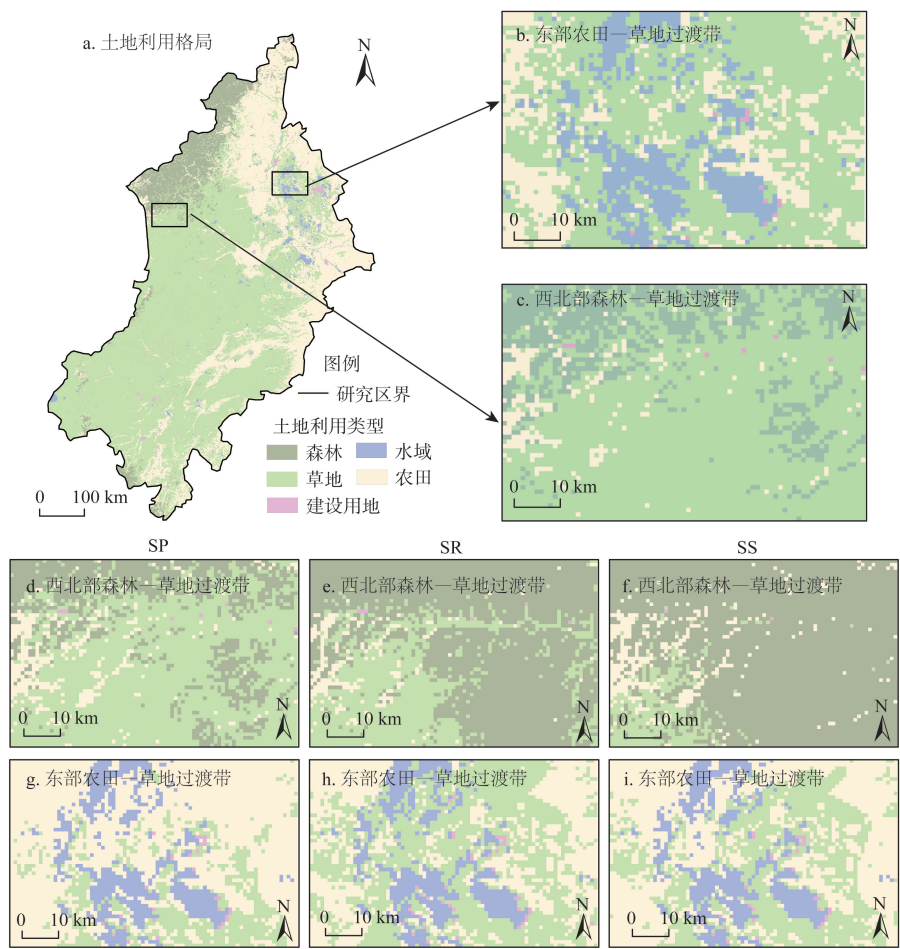 a. 土地利用格局
N
图例
研究区界
土地利用类型
森林
水域
草地
农田
建设用地
0 100 km
b. 东部农田—草地过渡带
N
0 10 km
c. 西北部森林—草地过渡带
N
0 10 km
SP
SR
SS
d. 西北部森林—草地过渡带
0 10 km
N
e. 西北部森林—草地过渡带
0 10 km
N
f. 西北部森林—草地过渡带
0 10 km
N
g. 东部农田—草地过渡带
0 10 km
N
h. 东部农田—草地过渡带
0 10 km
N
i. 东部农田—草地过渡带
0 10 km
N